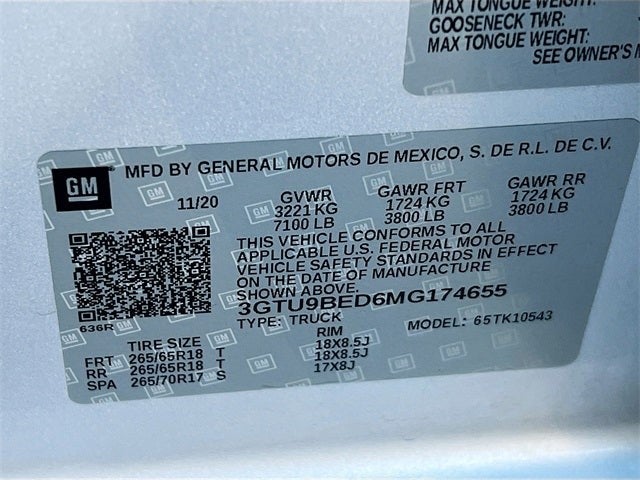 MAX TONGUE WEIGHT:
GOOSENECK TWR:
MAX TONGUE WEIGHT:
SEE OWNER'S
GM
MFD BY GENERAL MOTORS DE MEXICO, S. DE R.L. DE C.V.
11/20 GVWR GAWR FRT GAWR RR
3221 KG 1724 KG 1724 KG
7100 LB 3800 LB 3800 LB
THIS VEHICLE CONFORMS TO ALL
APPLICABLE U.S. FEDERAL MOTOR
VEHICLE SAFETY STANDARDS IN EFFECT
ON THE DATE OF MANUFACTURE
SHOWN ABOVE.
3GTU9BED6MG174655
636R
TYPE: TRUCK MODEL: 65TK10543
TIRE SIZE RIM
FRT 265/65R18 T 18X8.5J
RR 265/65R18 T 18X8.5J
SPA 265/70R17 S 17X8J